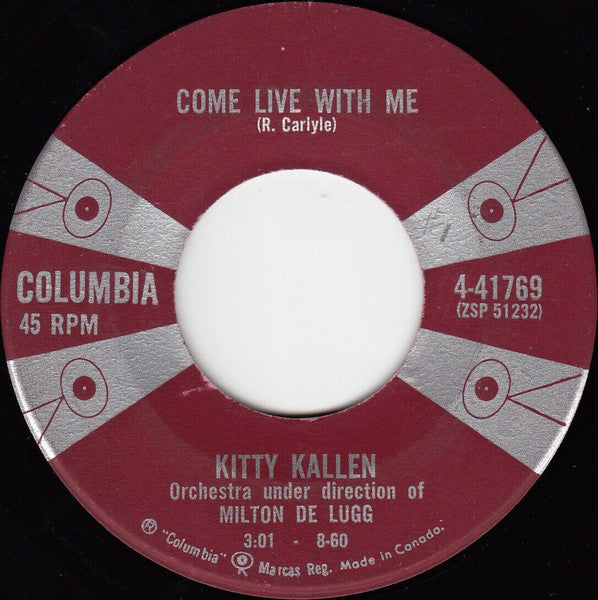 COME LIVE WITH ME
(R. Carlyle)
#1
COLUMBIA
45 RPM
4-41769
(ZSP 51232)
KITTY KALLEN
Orchestra under direction of
MILTON DE LUGG
3:01 - 8-60
® "Columbia" Marcas Reg. Made in Canada.